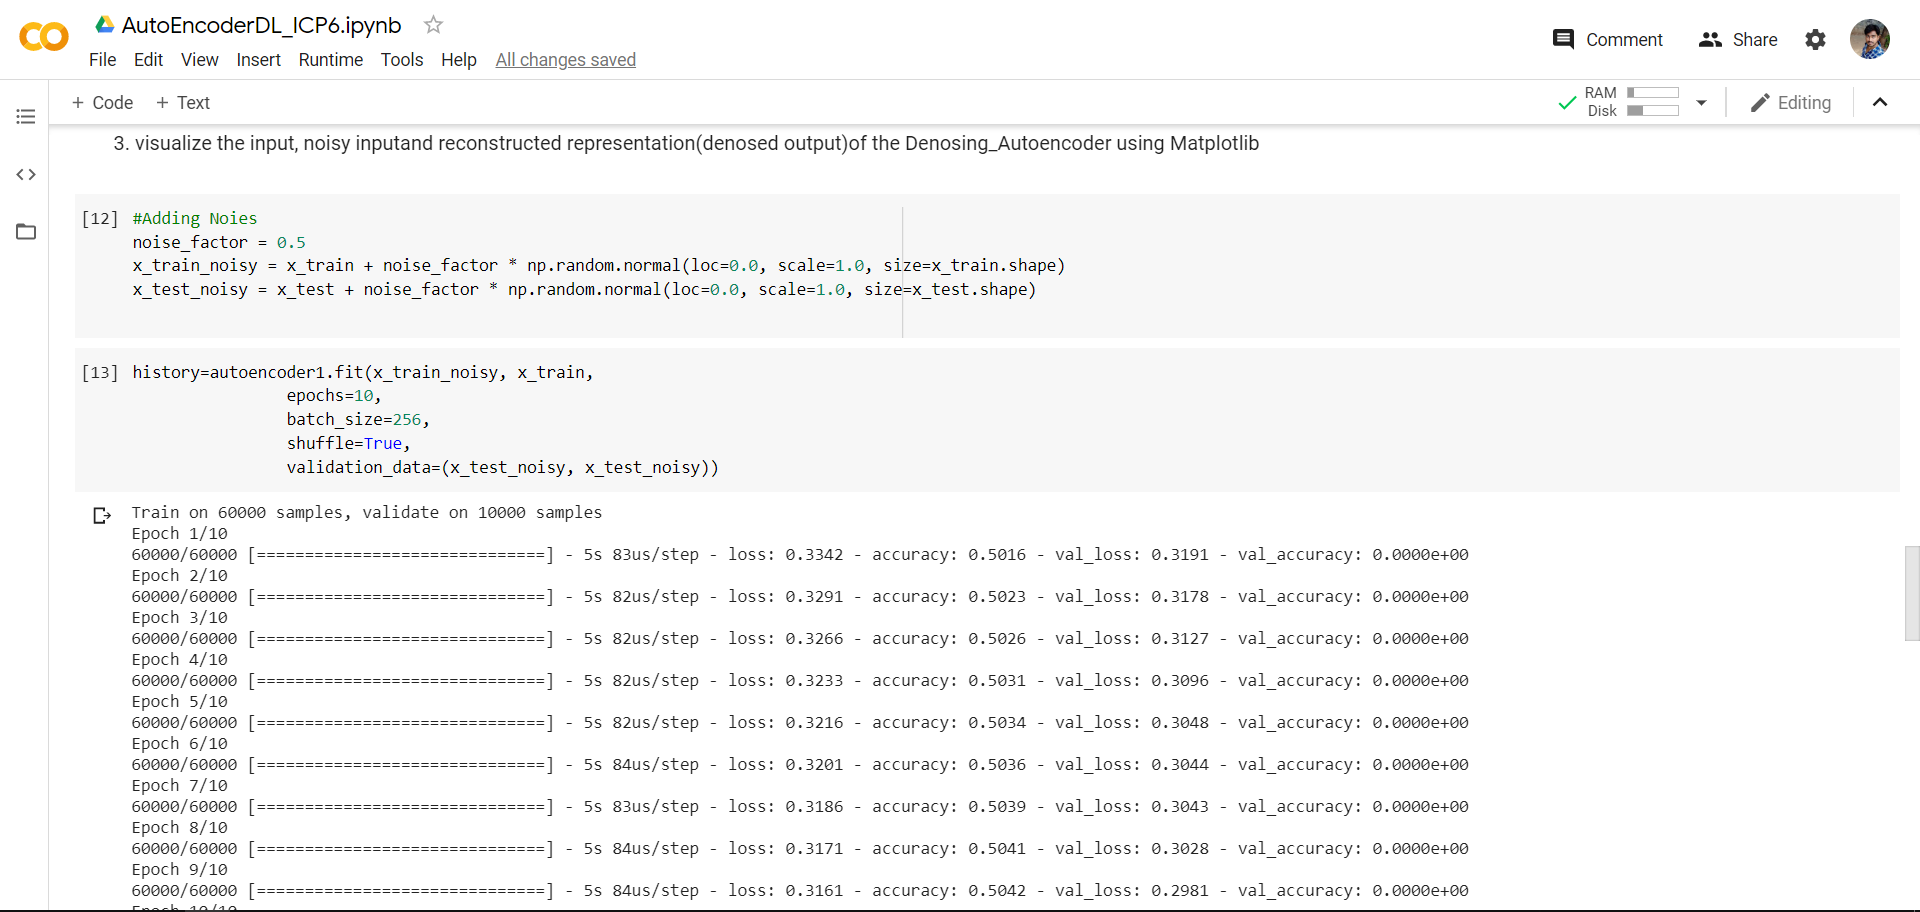 AutoEncoderDL_ICP6.ipynb
File Edit View Insert Runtime Tools Help All changes saved
Comment Share
+ Code + Text
RAM
Disk
Editing
3. visualize the input, noisy inputand reconstructed representation(denosed output)of the Denosing_Autoencoder using Matplotlib
[12] #Adding Noies
noise_factor = 0.5
x_train_noisy = x_train + noise_factor * np.random.normal(loc=0.0, scale=1.0, size=x_train.shape)
x_test_noisy = x_test + noise_factor * np.random.normal(loc=0.0, scale=1.0, size=x_test.shape)
[13] history=autoencoder1.fit(x_train_noisy, x_train,
epochs=10,
batch_size=256,
shuffle=True,
validation_data=(x_test_noisy, x_test_noisy))
Train on 60000 samples, validate on 10000 samples
Epoch 1/10
60000/60000 [==============================] - 5s 83us/step - loss: 0.3342 - accuracy: 0.5016 - val_loss: 0.3191 - val_accuracy: 0.0000e+00
Epoch 2/10
60000/60000 [==============================] - 5s 82us/step - loss: 0.3291 - accuracy: 0.5023 - val_loss: 0.3178 - val_accuracy: 0.0000e+00
Epoch 3/10
60000/60000 [==============================] - 5s 82us/step - loss: 0.3266 - accuracy: 0.5026 - val_loss: 0.3127 - val_accuracy: 0.0000e+00
Epoch 4/10
60000/60000 [==============================] - 5s 82us/step - loss: 0.3233 - accuracy: 0.5031 - val_loss: 0.3096 - val_accuracy: 0.0000e+00
Epoch 5/10
60000/60000 [==============================] - 5s 82us/step - loss: 0.3216 - accuracy: 0.5034 - val_loss: 0.3048 - val_accuracy: 0.0000e+00
Epoch 6/10
60000/60000 [==============================] - 5s 84us/step - loss: 0.3201 - accuracy: 0.5036 - val_loss: 0.3044 - val_accuracy: 0.0000e+00
Epoch 7/10
60000/60000 [==============================] - 5s 83us/step - loss: 0.3186 - accuracy: 0.5039 - val_loss: 0.3043 - val_accuracy: 0.0000e+00
Epoch 8/10
60000/60000 [==============================] - 5s 84us/step - loss: 0.3171 - accuracy: 0.5041 - val_loss: 0.3028 - val_accuracy: 0.0000e+00
Epoch 9/10
60000/60000 [==============================] - 5s 84us/step - loss: 0.3161 - accuracy: 0.5042 - val_loss: 0.2981 - val_accuracy: 0.0000e+00
Epoch 10/10